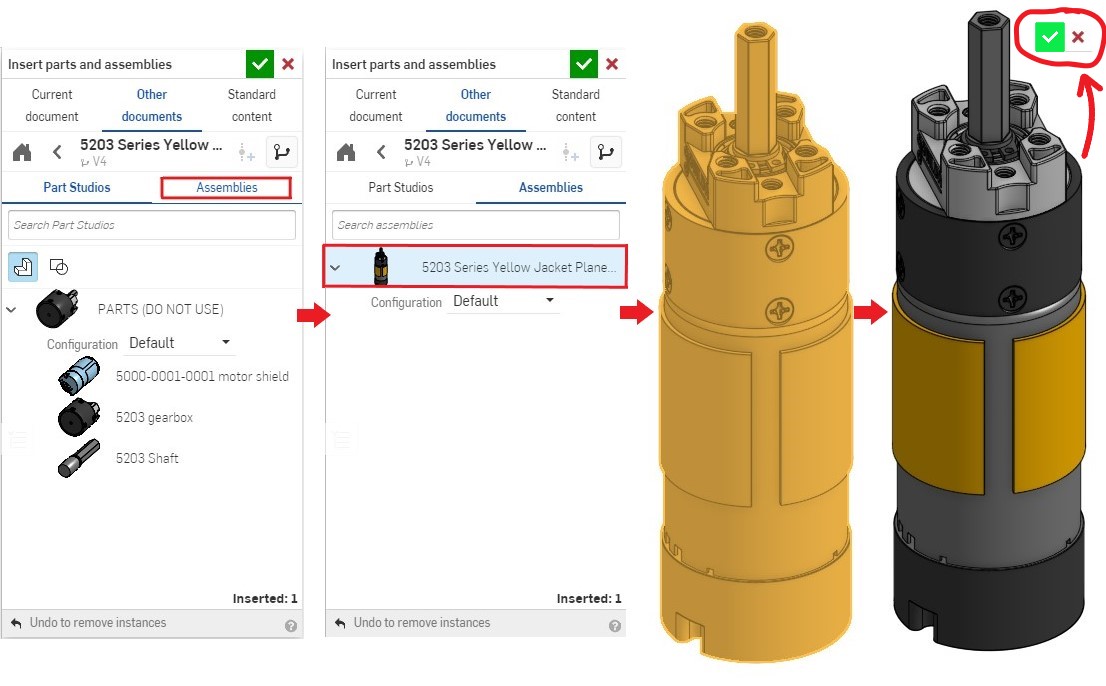 Insert parts and assemblies
Current document
Other documents
Standard content
5203 Series Yellow ...
V4
Part Studios
Assemblies
Search Part Studios
PARTS (DO NOT USE)
Configuration Default
5000-0001-0001 motor shield
5203 gearbox
5203 Shaft
Inserted: 1
Undo to remove instances
Insert parts and assemblies
Current document
Other documents
Standard content
5203 Series Yellow ...
V4
Part Studios
Assemblies
Search assemblies
5203 Series Yellow Jacket Plane...
Configuration Default
Inserted: 1
Undo to remove instances